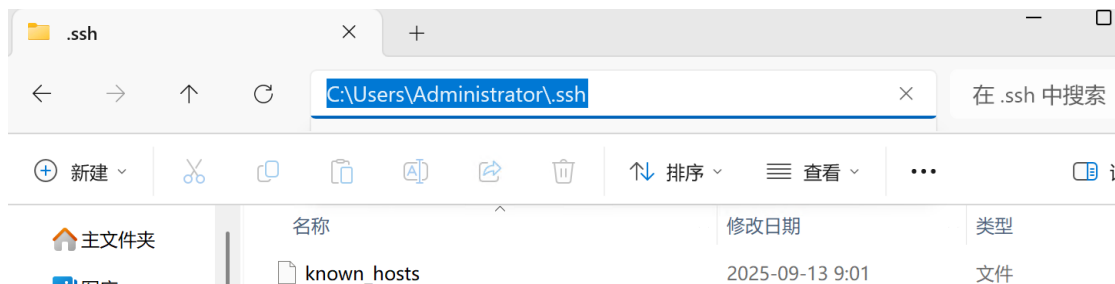 .ssh
C:\Users\Administrator\.ssh
在 .ssh 中搜索
新建
排序
查看
名称
修改日期
类型
主文件夹
known_hosts
2025-09-13 9:01
文件